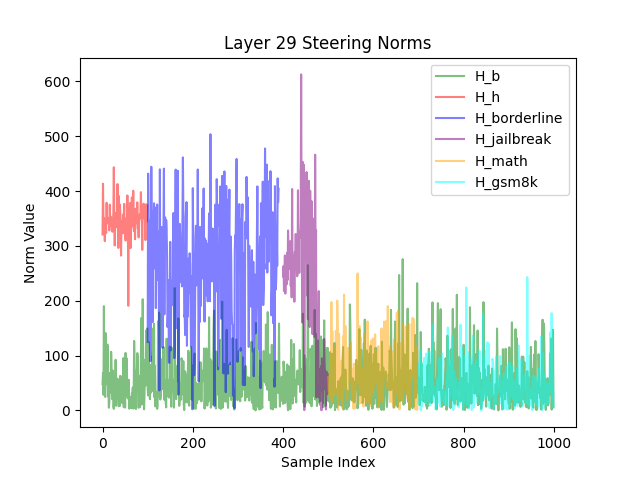 Layer 29 Steering Norms
H_b
H_h
H_borderline
H_jailbreak
H_math
H_gsm8k
600
500
400
300
200
100
0
Norm Value
0 200 400 600 800 1000
Sample Index